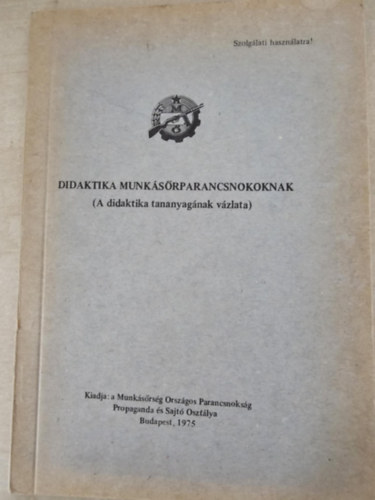 Szolgálati használatra!
DIDAKTIKA MUNKÁSŐRPARANCSNOKOKNAK
(A didaktika tananyagának vázlata)
Kiadja: a Munkásőrség Országos Parancsnokság
Propaganda és Sajtó Osztálya
Budapest, 1975